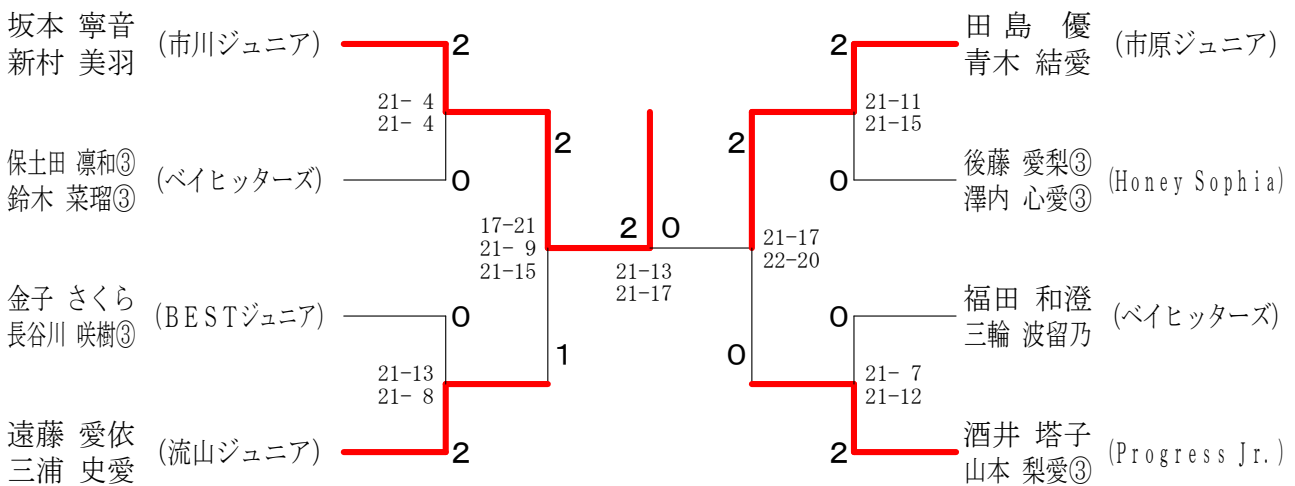 坂本 寧音
新村 美羽
(市川ジュニア)
2
21- 4
21- 4
保土田 凛和③
鈴木 菜瑠③
(ベイヒッターズ)
0
2
17-21
21- 9
21-15
金子 さくら
長谷川 咲樹③
(BESTジュニア)
0
1
21-13
21- 8
遠藤 愛依
三浦 史愛
(流山ジュニア)
2
2 0
21-13
21-17
2
田島 優
青木 結愛
(市原ジュニア)
21-11
21-15
2
0
後藤 愛梨③
澤内 心愛③
(Honey Sophia)
21-17
22-20
0
福田 和澄
三輪 波留乃
(ベイヒッターズ)
0
21- 7
21-12
2
酒井 塔子
山本 梨愛③
(Progress Jr.)